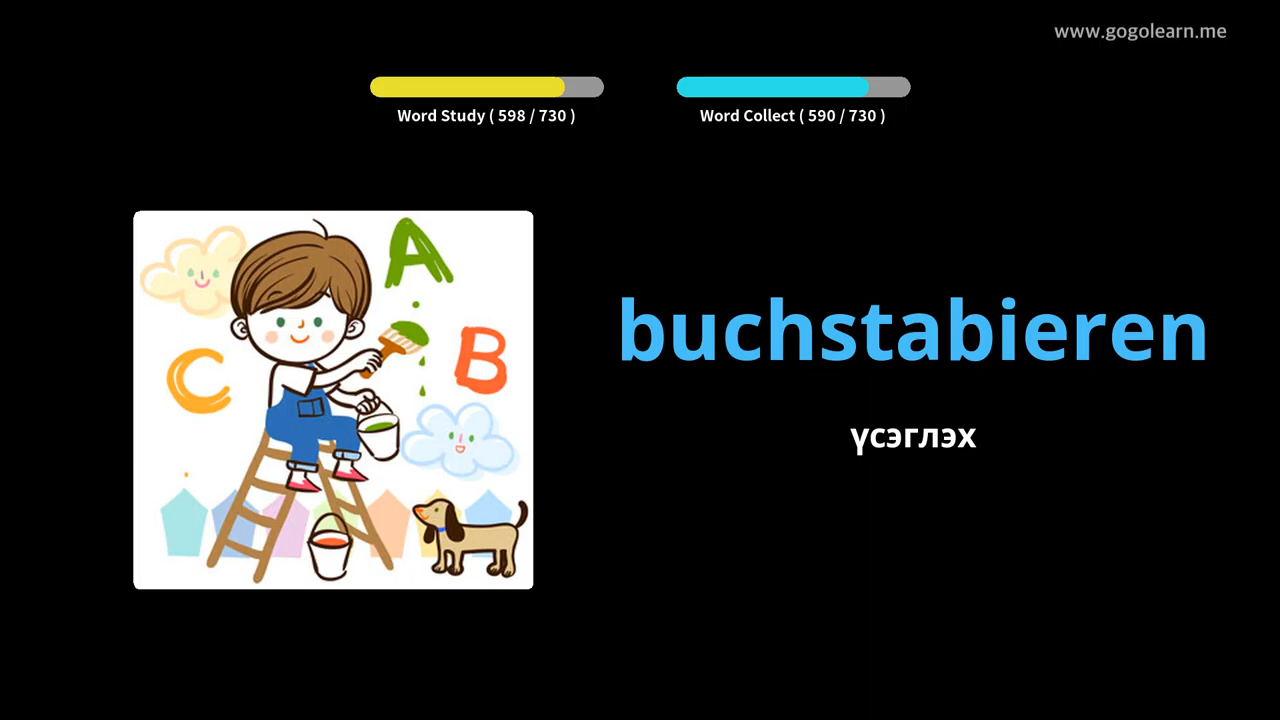 www.gogolearn.me
Word Study ( 598 / 730 )
Word Collect ( 590 / 730 )
A
B
C
buchstabieren
үсэглэх